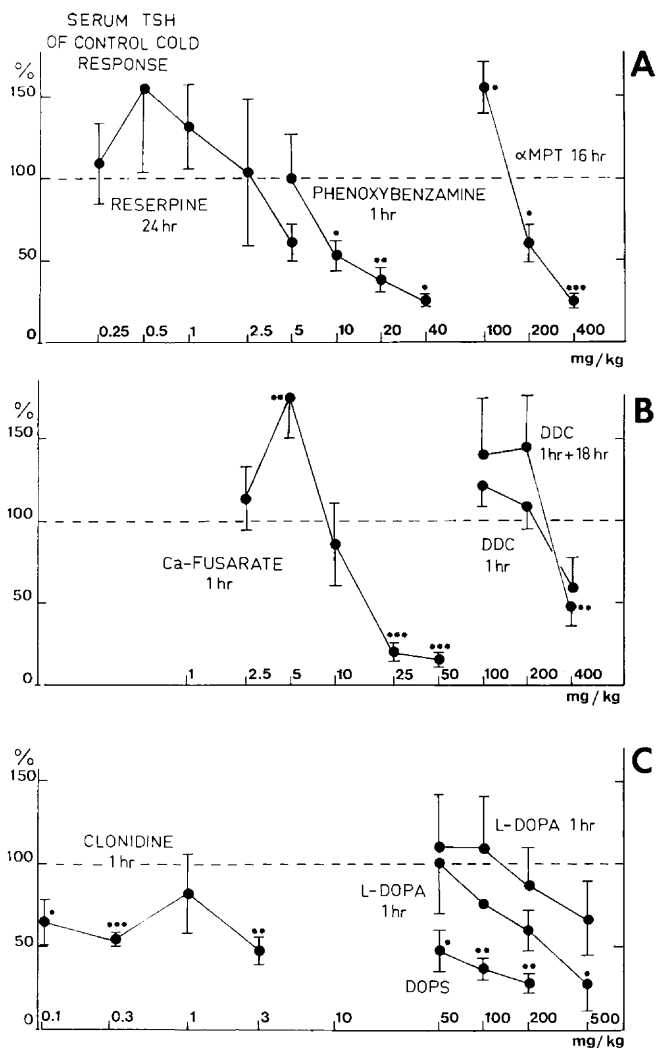 SERUM TSH
OF CONTROL COLD
RESPONSE
A
%
150
100
50
0
RESERPINE
24 hr
PHENOXYBENZAMINE
1 hr
αMPT 16 hr
0.25 0.5 1 2.5 5 10 20 40 100 200 400
mg/kg
B
%
150
100
50
0
Ca-FUSARATE
1 hr
DDC
1 hr + 18 hr
DDC
1 hr
1 2.5 5 10 25 50 100 200 400
mg/kg
C
%
150
100
50
0
CLONIDINE
1 hr
L-DOPA 1 hr
L-DOPA
1 hr
DOPS
0.1 0.3 1 3 10 50 100 200 500
mg/kg